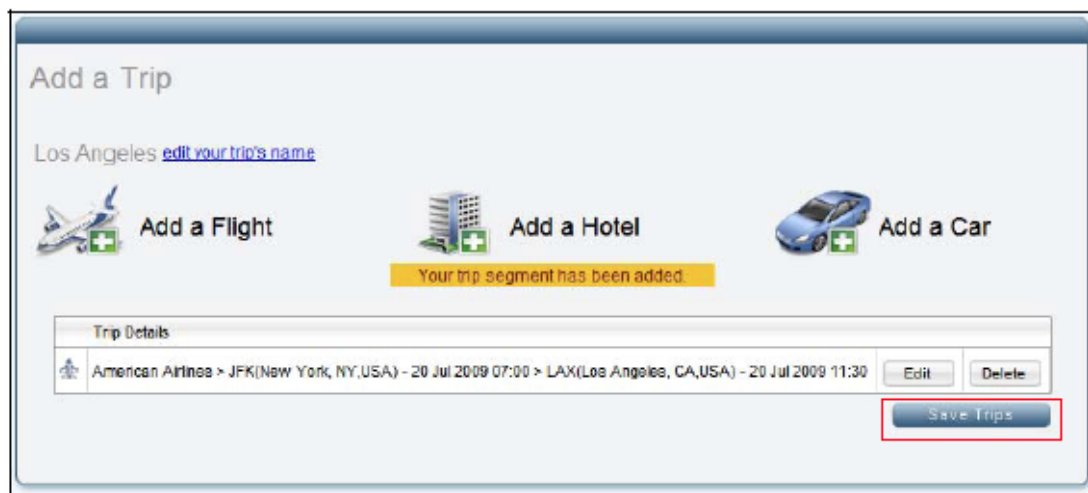 Add a Trip
Los Angeles edit your trip's name
Add a Flight Add a Hotel Add a Car
Your trip segment has been added.
Trip Details
American Airlines > JFK(New York, NY,USA) - 20 Jul 2009 07:00 > LAX(Los Angeles, CA,USA) - 20 Jul 2009 11:30 Edit Delete
Save Trips